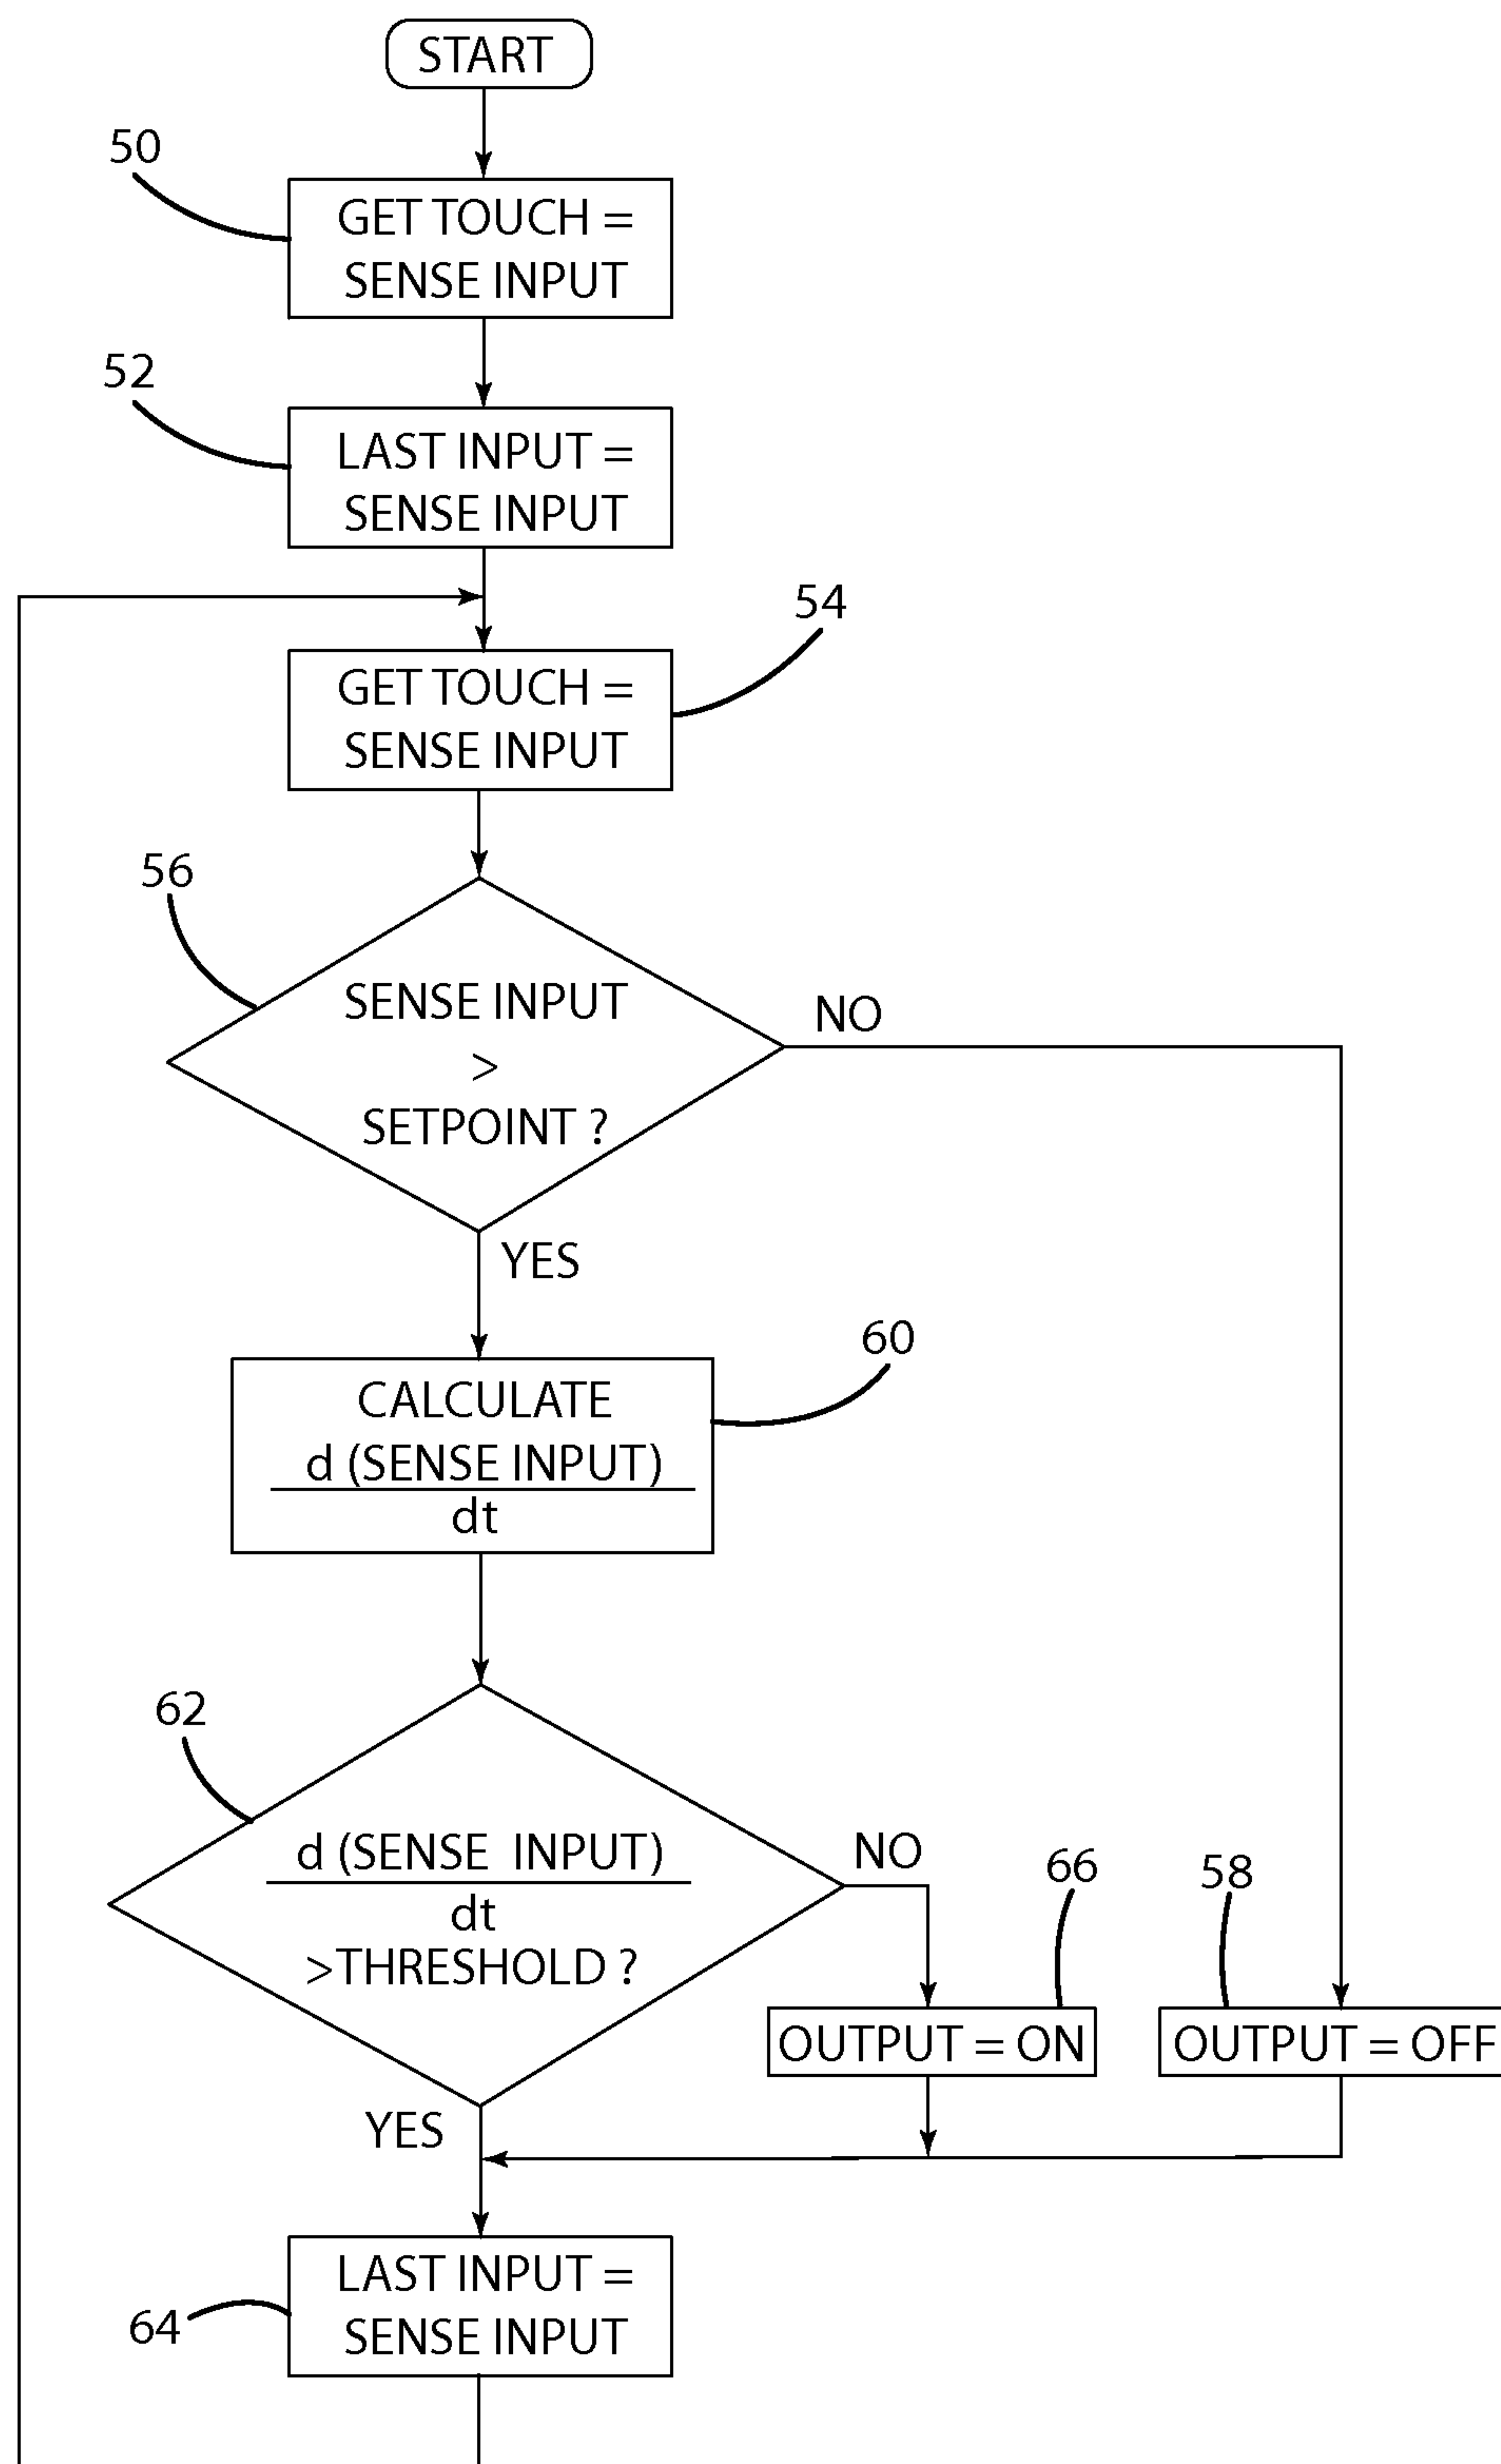 START
50
GET TOUCH =
SENSE INPUT
52
LAST INPUT =
SENSE INPUT
54
GET TOUCH =
SENSE INPUT
56
SENSE INPUT
>
SETPOINT ?
NO
YES
60
CALCULATE
d (SENSE INPUT)
dt
62
d (SENSE INPUT)
dt
>THRESHOLD ?
NO
66
58
OUTPUT = ON
OUTPUT = OFF
YES
LAST INPUT =
SENSE INPUT
64